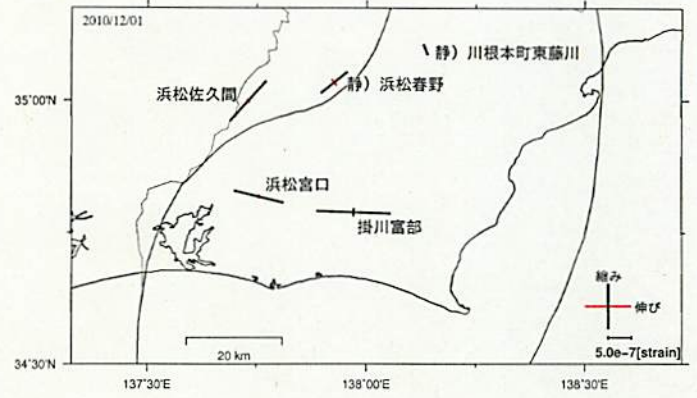 2010/12/01
静）川根本町東藤川
静）浜松春野
浜松佐久間
35°00'N
浜松宮口
掛川富部
縮み
伸び
5.0e-7[strain]
20 km
34°30'N
137°30'E
138°00'E
138°30'E